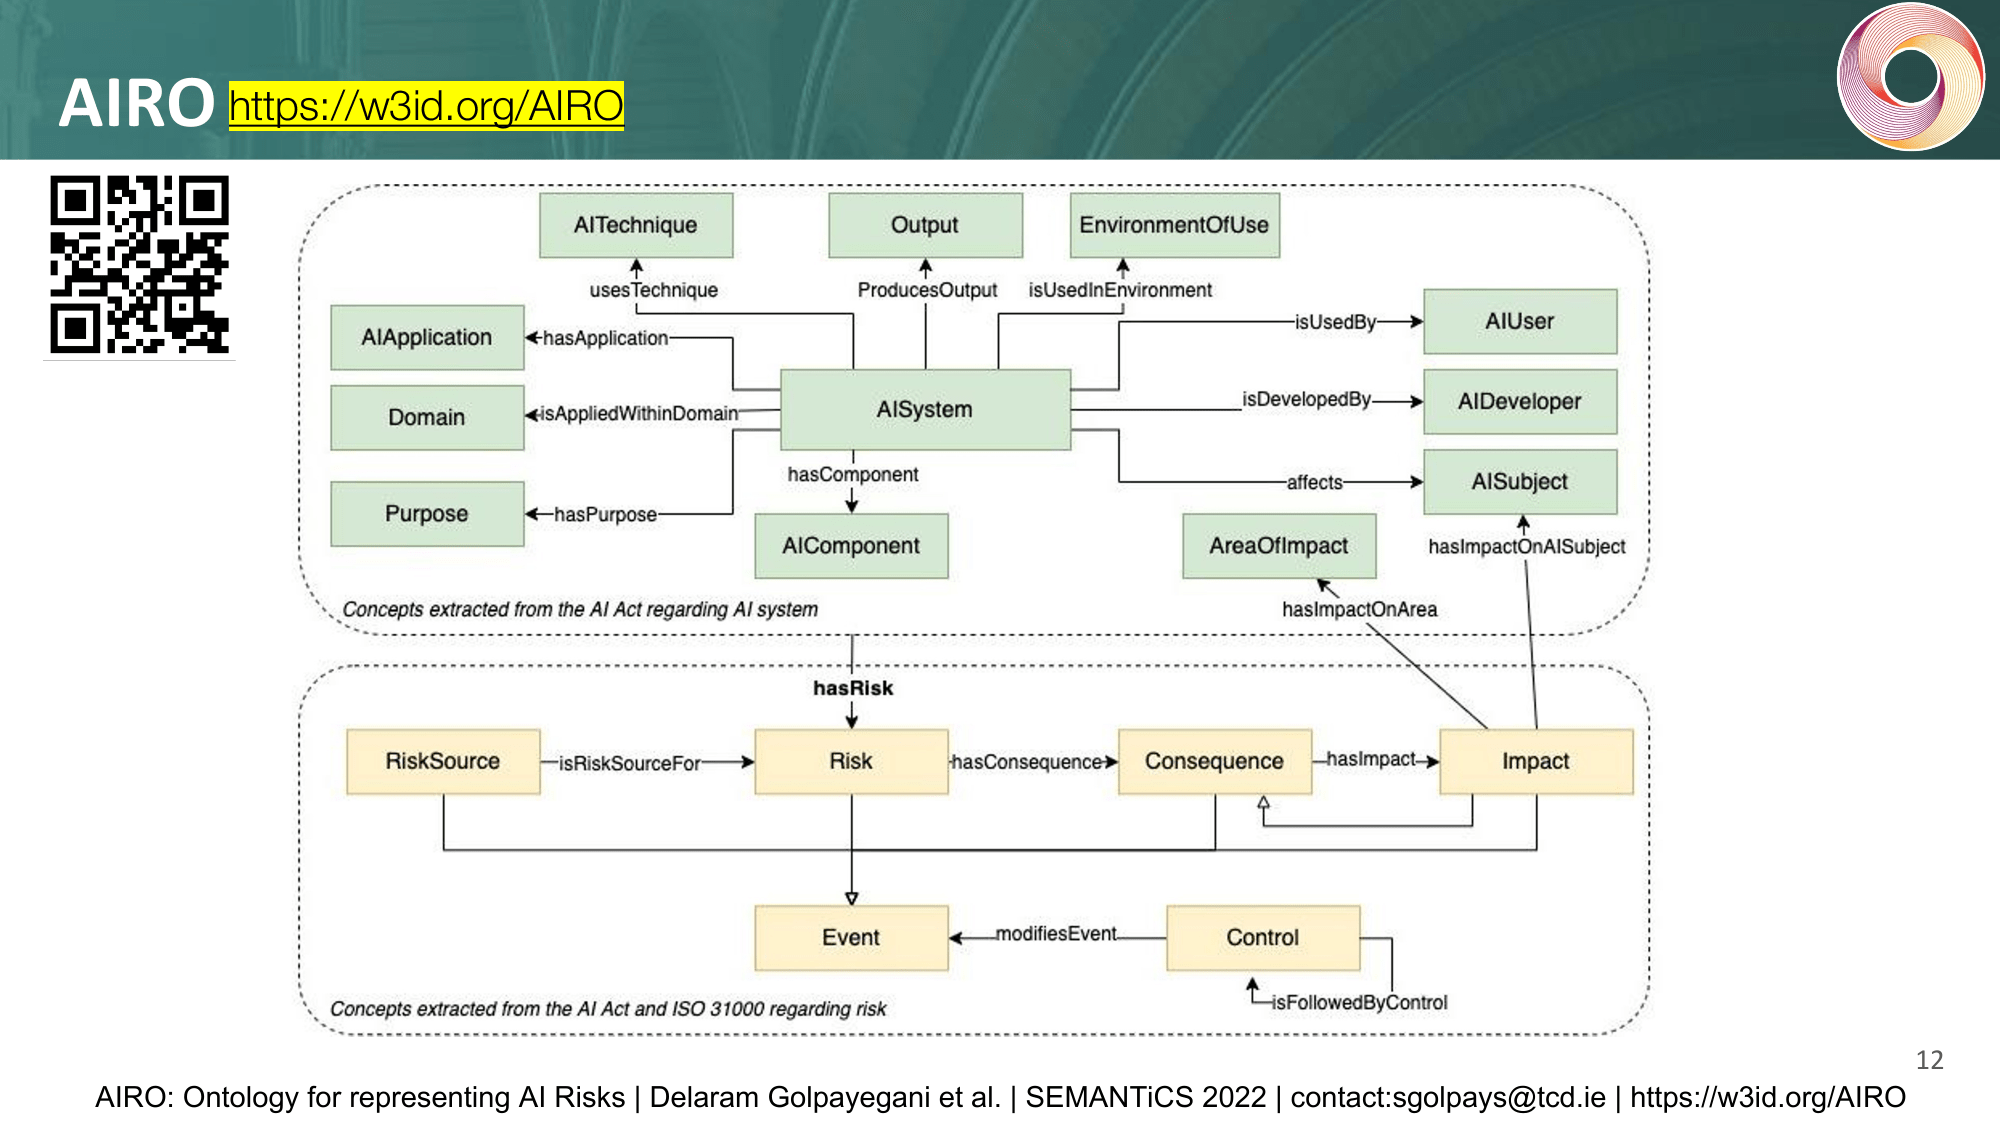 AIRO https://w3id.org/AIRO
AITechnique
Output
EnvironmentOfUse
usesTechnique
ProducesOutput
isUsedInEnvironment
AIApplication
hasApplication
isUsedBy
AIUser
Domain
isAppliedWithinDomain
AISystem
isDevelopedBy
AIDeveloper
hasComponent
affects
AISubject
Purpose
hasPurpose
AIComponent
AreaOfImpact
hasImpactOnAISubject
Concepts extracted from the AI Act regarding AI system
hasImpactOnArea
hasRisk
RiskSource
isRiskSourceFor
Risk
hasConsequence
Consequence
hasImpact
Impact
Event
modifiesEvent
Control
isFollowedByControl
Concepts extracted from the AI Act and ISO 31000 regarding risk
12
AIRO: Ontology for representing AI Risks | Delaram Golpayegani et al. | SEMANTiCS 2022 | contact:sgolpays@tcd.ie | https://w3id.org/AIRO